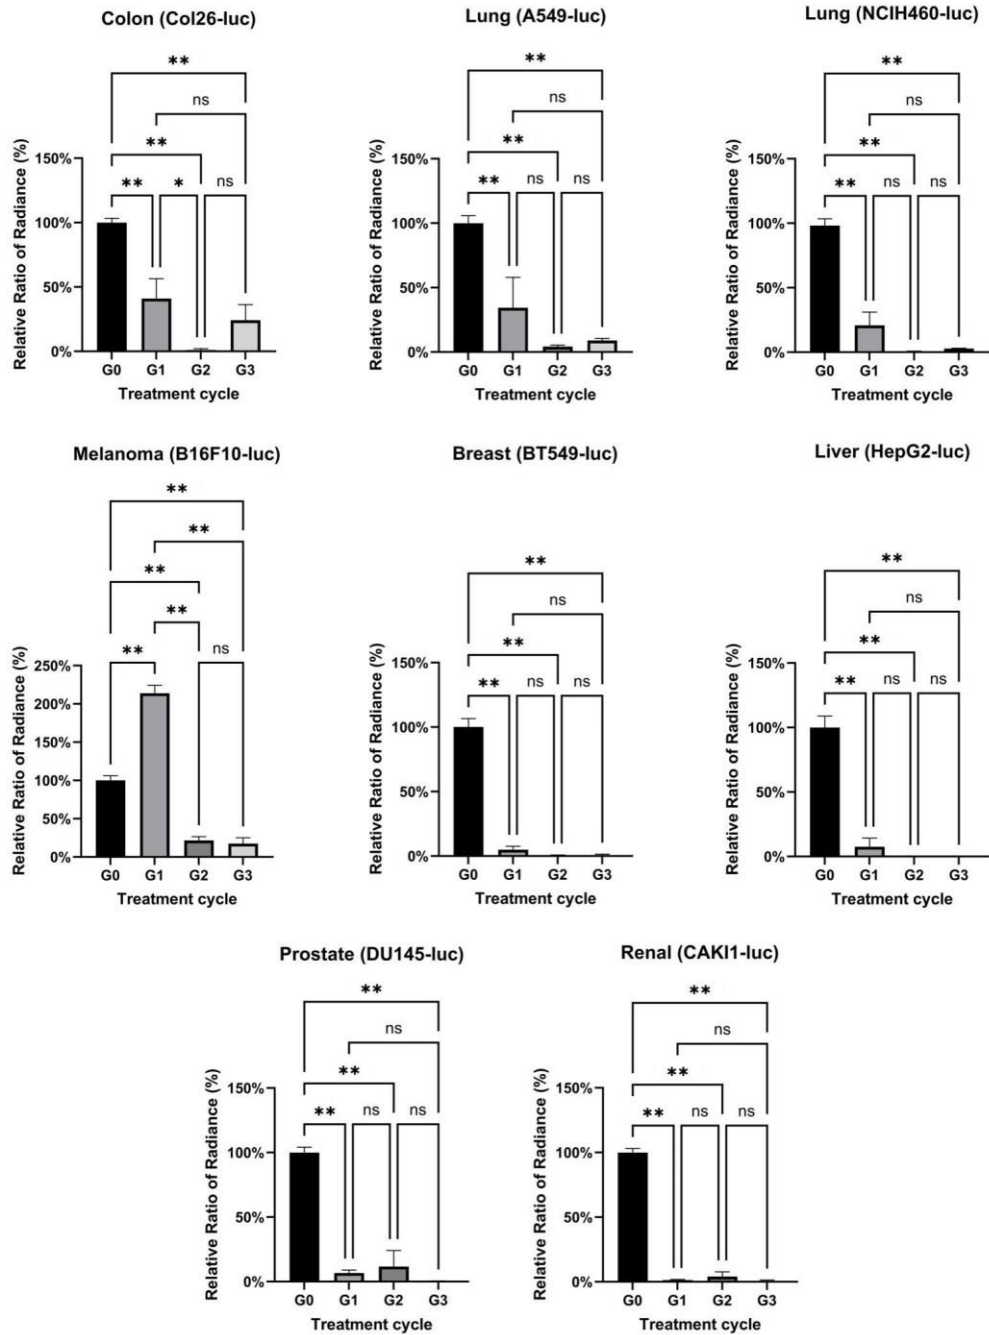 Colon (Col26-luc)
**
ns
**
** * ns
Relative Ratio of Radiance (%)
150%
100%
50%
0%
G0 G1 G2 G3
Treatment cycle
Lung (A549-luc)
**
ns
**
** ns ns
Relative Ratio of Radiance (%)
150%
100%
50%
0%
G0 G1 G2 G3
Treatment cycle
Lung (NCIH460-luc)
**
ns
**
** ns ns
Relative Ratio of Radiance (%)
150%
100%
50%
0%
G0 G1 G2 G3
Treatment cycle
Melanoma (B16F10-luc)
**
**
**
**
** ns
Relative Ratio of Radiance (%)
250%
200%
150%
100%
50%
0%
G0 G1 G2 G3
Treatment cycle
Breast (BT549-luc)
**
ns
**
** ns ns
Relative Ratio of Radiance (%)
150%
100%
50%
0%
G0 G1 G2 G3
Treatment cycle
Liver (HepG2-luc)
**
ns
**
** ns ns
Relative Ratio of Radiance (%)
150%
100%
50%
0%
G0 G1 G2 G3
Treatment cycle
Prostate (DU145-luc)
**
ns
**
** ns ns
Relative Ratio of Radiance (%)
150%
100%
50%
0%
G0 G1 G2 G3
Treatment cycle
Renal (CAKI1-luc)
**
ns
**
** ns ns
Relative Ratio of Radiance (%)
150%
100%
50%
0%
G0 G1 G2 G3
Treatment cycle